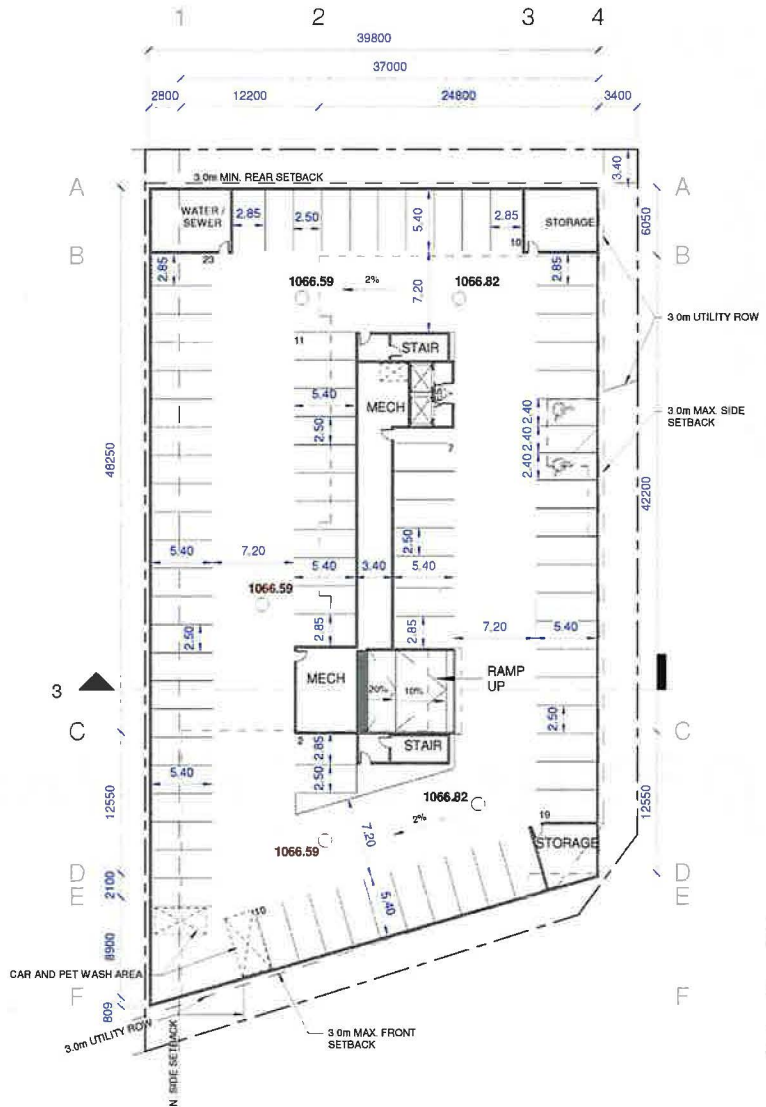 1 2 3 4
39800
37000
2800 12200 24800 3400
3.0m MIN. REAR SETBACK
3.40
A A
WATER /
SEWER
2.85 2.50 5.40 2.85
STORAGE
6050
10
B B
23
2.85
1066.59 2% 1066.82
7.20
2.85
3.0m UTILITY ROW
11
STAIR
5.40
MECH
2.40
2.40
2.40
3.0m MAX. SIDE
SETBACK
2.50
7
48250
42200
2.50
5.40 7.20 5.40 3.40 5.40
1066.59
2.50
2.85 2.85
7.20 5.40
MECH
20% 10%
RAMP
UP
3
2.50
C C
2
2.85
STAIR
2.50
5.40
12550
1066.82
2%
12550
7.20
1066.59
19
STORAGE
D D
2100
E E
5.40
10
8900
CAR AND PET WASH AREA
F F
809
3.0m UTILITY ROW
3.0m MAX. FRONT
SETBACK
N SIDE SETBACK